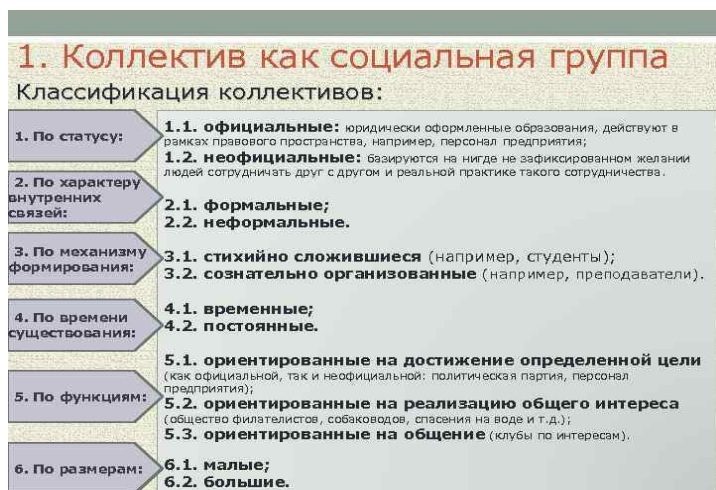 1. Коллектив как социальная группа
Классификация коллективов:
1. По статусу:
1.1. официальные: юридически оформленные образования, действуют в
рамках правового пространства, например, персонал предприятия;
1.2. неофициальные: базируются на нигде не зафиксированном желании
людей сотрудничать друг с другом и реальной практике такого сотрудничества.
2. По характеру
внутренних
связей:
2.1. формальные;
2.2. неформальные.
3. По механизму
формирования:
3.1. стихийно сложившиеся (например, студенты);
3.2. сознательно организованные (например, преподаватели).
4. По времени
существования:
4.1. временные;
4.2. постоянные.
5. По функциям:
5.1. ориентированные на достижение определенной цели
(как официальной, так и неофициальной: политическая партия, персонал
предприятия);
5.2. ориентированные на реализацию общего интереса
(общество филателистов, собаководов, спасения на воде и т.д.);
5.3. ориентированные на общение (клубы по интересам).
6. По размерам:
6.1. малые;
6.2. большие.